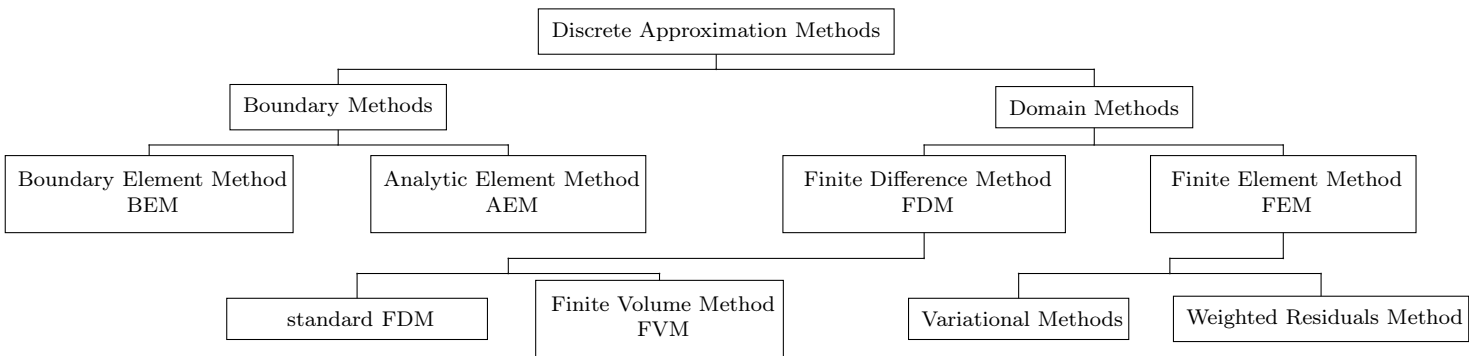 Discrete Approximation Methods
Boundary Methods
Domain Methods
Boundary Element Method
BEM
Analytic Element Method
AEM
Finite Difference Method
FDM
Finite Element Method
FEM
standard FDM
Finite Volume Method
FVM
Variational Methods
Weighted Residuals Method